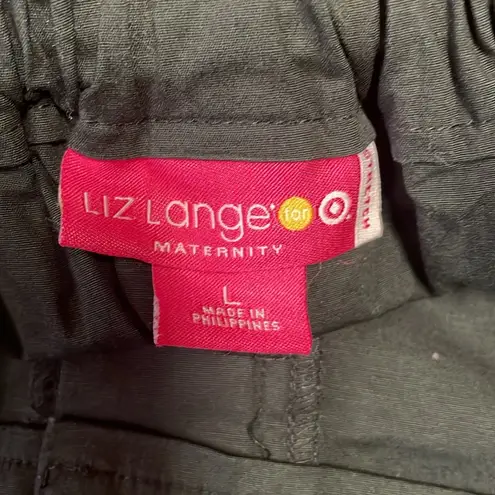 LIZ Lange for
MATERNITY
L
MADE IN
PHILIPPINES